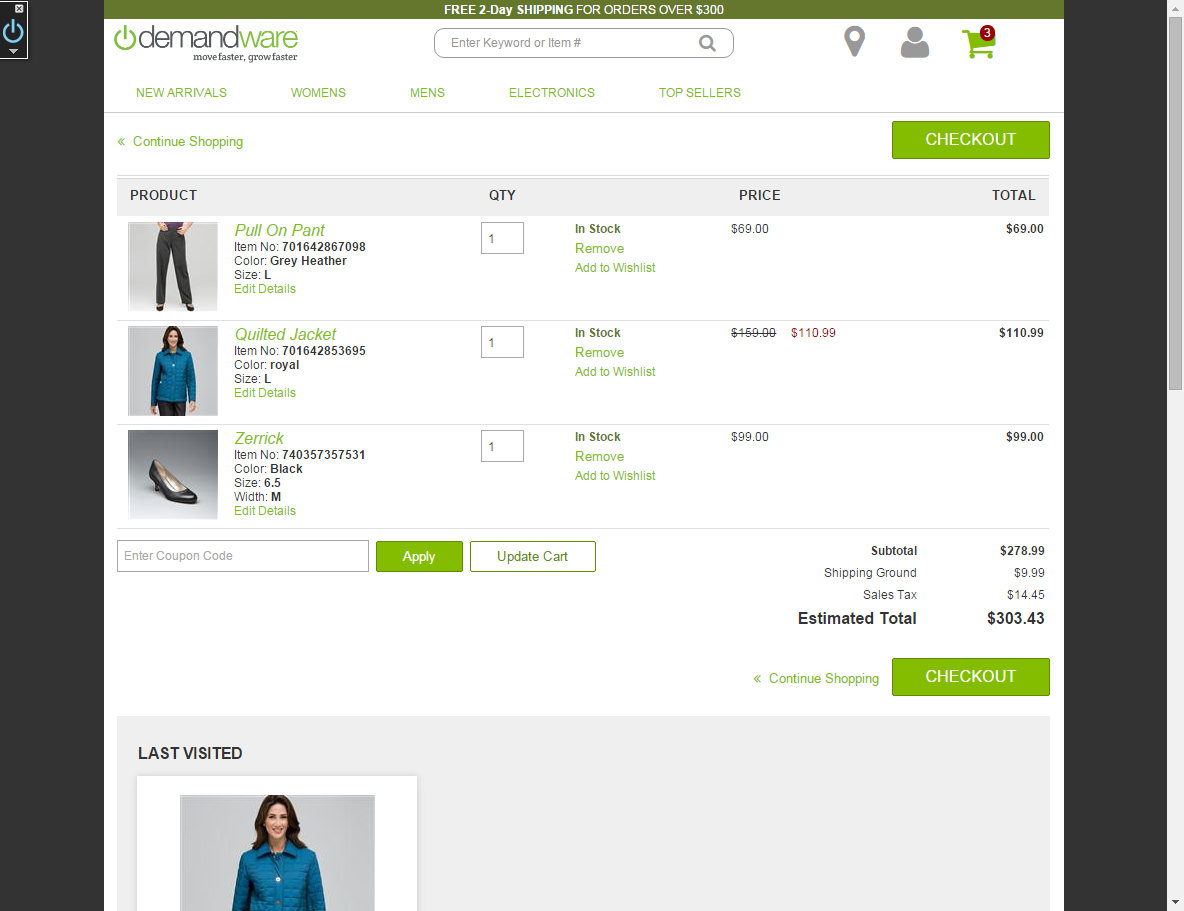 FREE 2-Day SHIPPING FOR ORDERS OVER $300
demandware
move faster, grow faster
Enter Keyword or Item #
3
NEW ARRIVALS WOMENS MENS ELECTRONICS TOP SELLERS
« Continue Shopping
CHECKOUT
PRODUCT QTY PRICE TOTAL
Pull On Pant
Item No: 701642867098
Color: Grey Heather
Size: L
Edit Details
1
In Stock
Remove
Add to Wishlist
$69.00
$69.00
Quilted Jacket
Item No: 701642853695
Color: royal
Size: L
Edit Details
1
In Stock
Remove
Add to Wishlist
$159.00 $110.99
$110.99
Zerrick
Item No: 740357357531
Color: Black
Size: 6.5
Width: M
Edit Details
1
In Stock
Remove
Add to Wishlist
$99.00
$99.00
Enter Coupon Code
Apply
Update Cart
Subtotal $278.99
Shipping Ground $9.99
Sales Tax $14.45
Estimated Total $303.43
« Continue Shopping
CHECKOUT
LAST VISITED